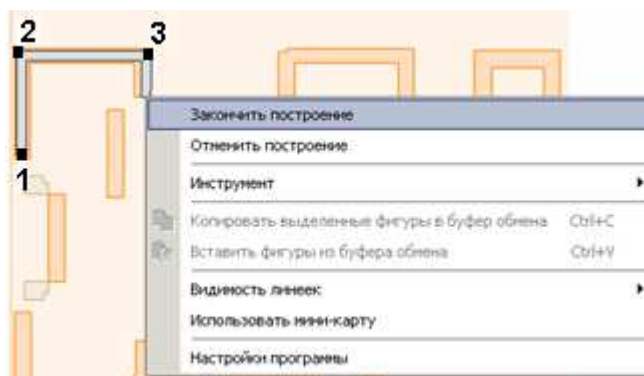 2
3
1
Закончить построение
Отменить построение
Инструмент
Копировать выделенные фигуры в буфер обмена Ctrl+C
Вставить фигуры из буфера обмена Ctrl+V
Видимость линеек
Использовать мини-карту
Настройки программы